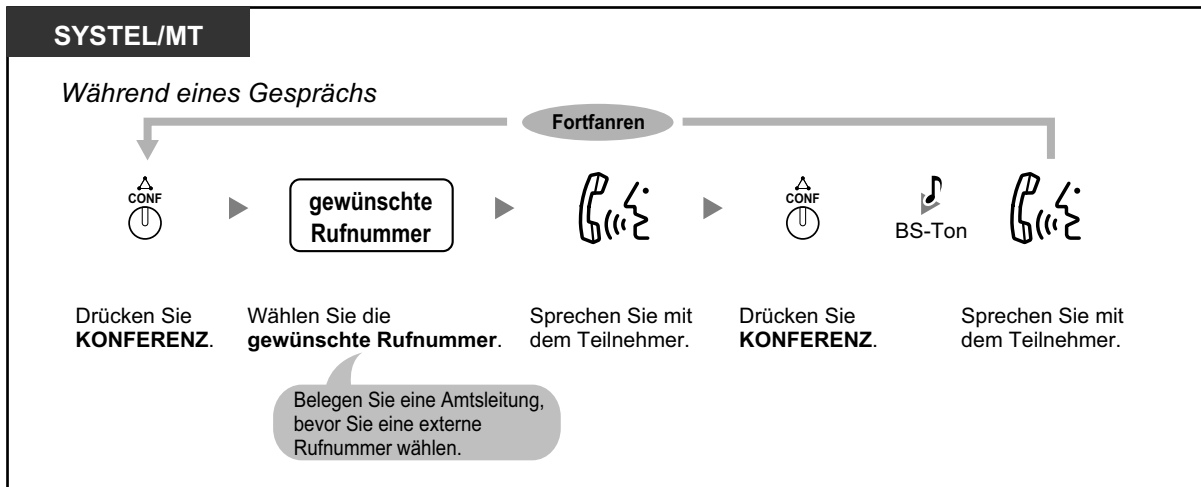 SYSTEL/MT
Während eines Gesprächs
Fortfanren
CONF
gewünschte
Rufnummer
CONF
BS-Ton
Drücken Sie
KONFERENZ.
Wählen Sie die
gewünschte Rufnummer.
Sprechen Sie mit
dem Teilnehmer.
Drücken Sie
KONFERENZ.
Sprechen Sie mit
dem Teilnehmer.
Belegen Sie eine Amtsleitung,
bevor Sie eine externe
Rufnummer wählen.